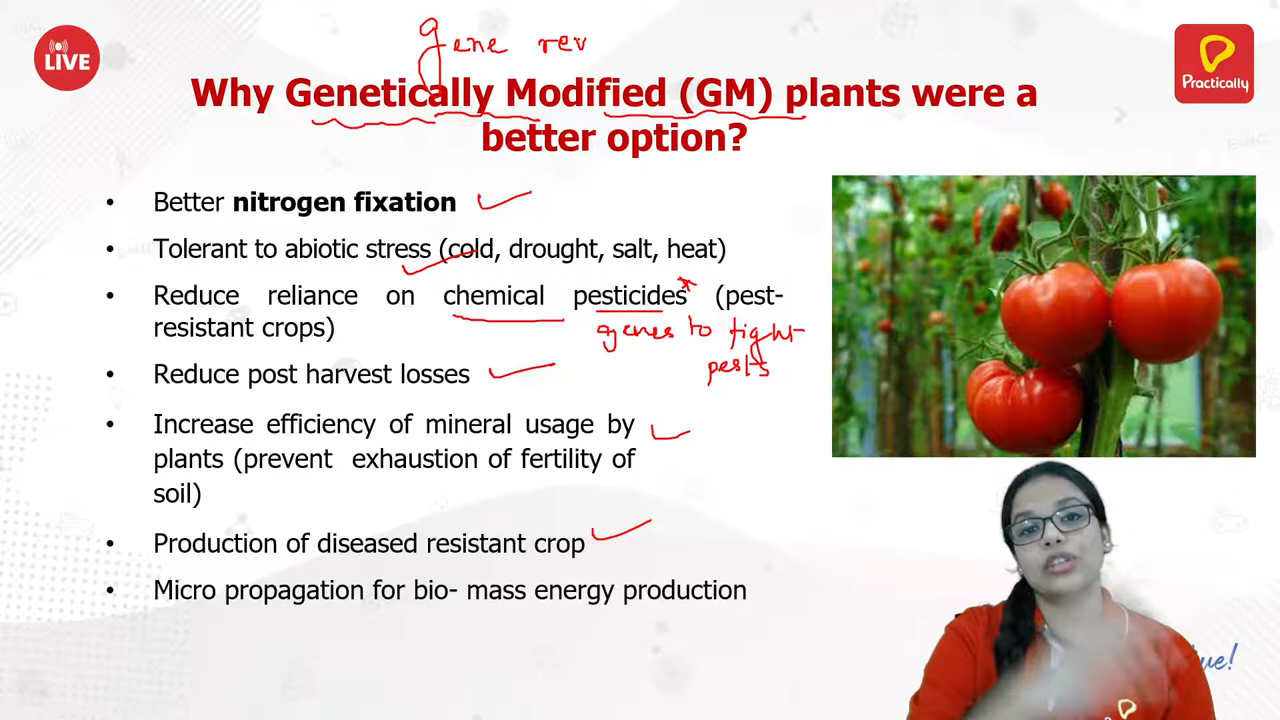 gene rev
LIVE
Practically
Why Genetically Modified (GM) plants were a
better option?
• Better nitrogen fixation
• Tolerant to abiotic stress (cold, drought, salt, heat)
• Reduce reliance on chemical pesticides* (pest-
resistant crops)
genes to fight
pests
• Reduce post harvest losses
• Increase efficiency of mineral usage by
plants (prevent exhaustion of fertility of
soil)
• Production of diseased resistant crop
• Micro propagation for bio- mass energy production